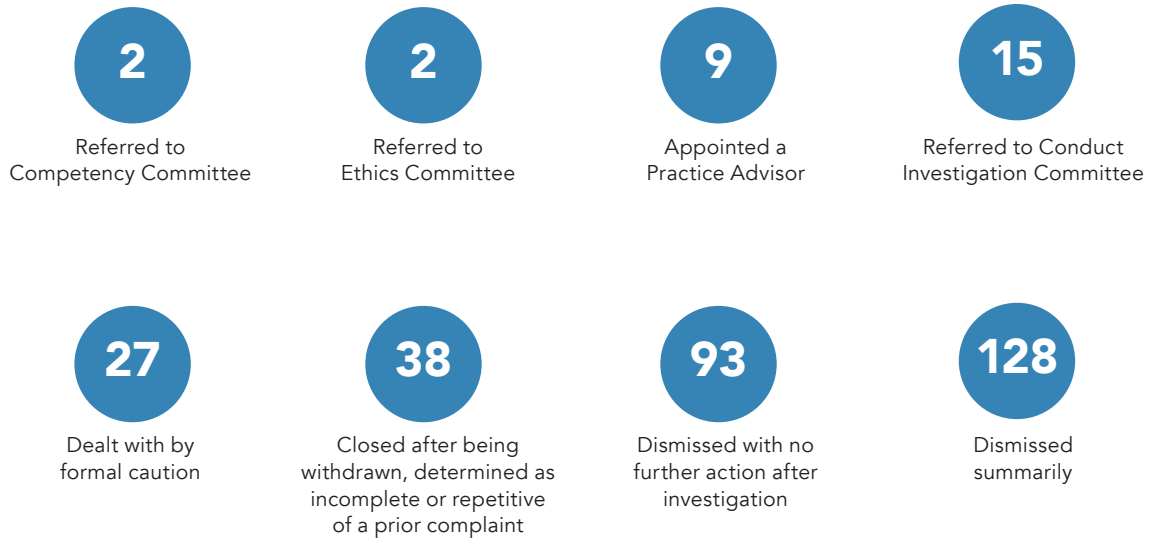 2
Referred to
Competency Committee
2
Referred to
Ethics Committee
9
Appointed a
Practice Advisor
15
Referred to Conduct
Investigation Committee
27
Dealt with by
formal caution
38
Closed after being
withdrawn, determined as
incomplete or repetitive
of a prior complaint
93
Dismissed with no
further action after
investigation
128
Dismissed
summarily